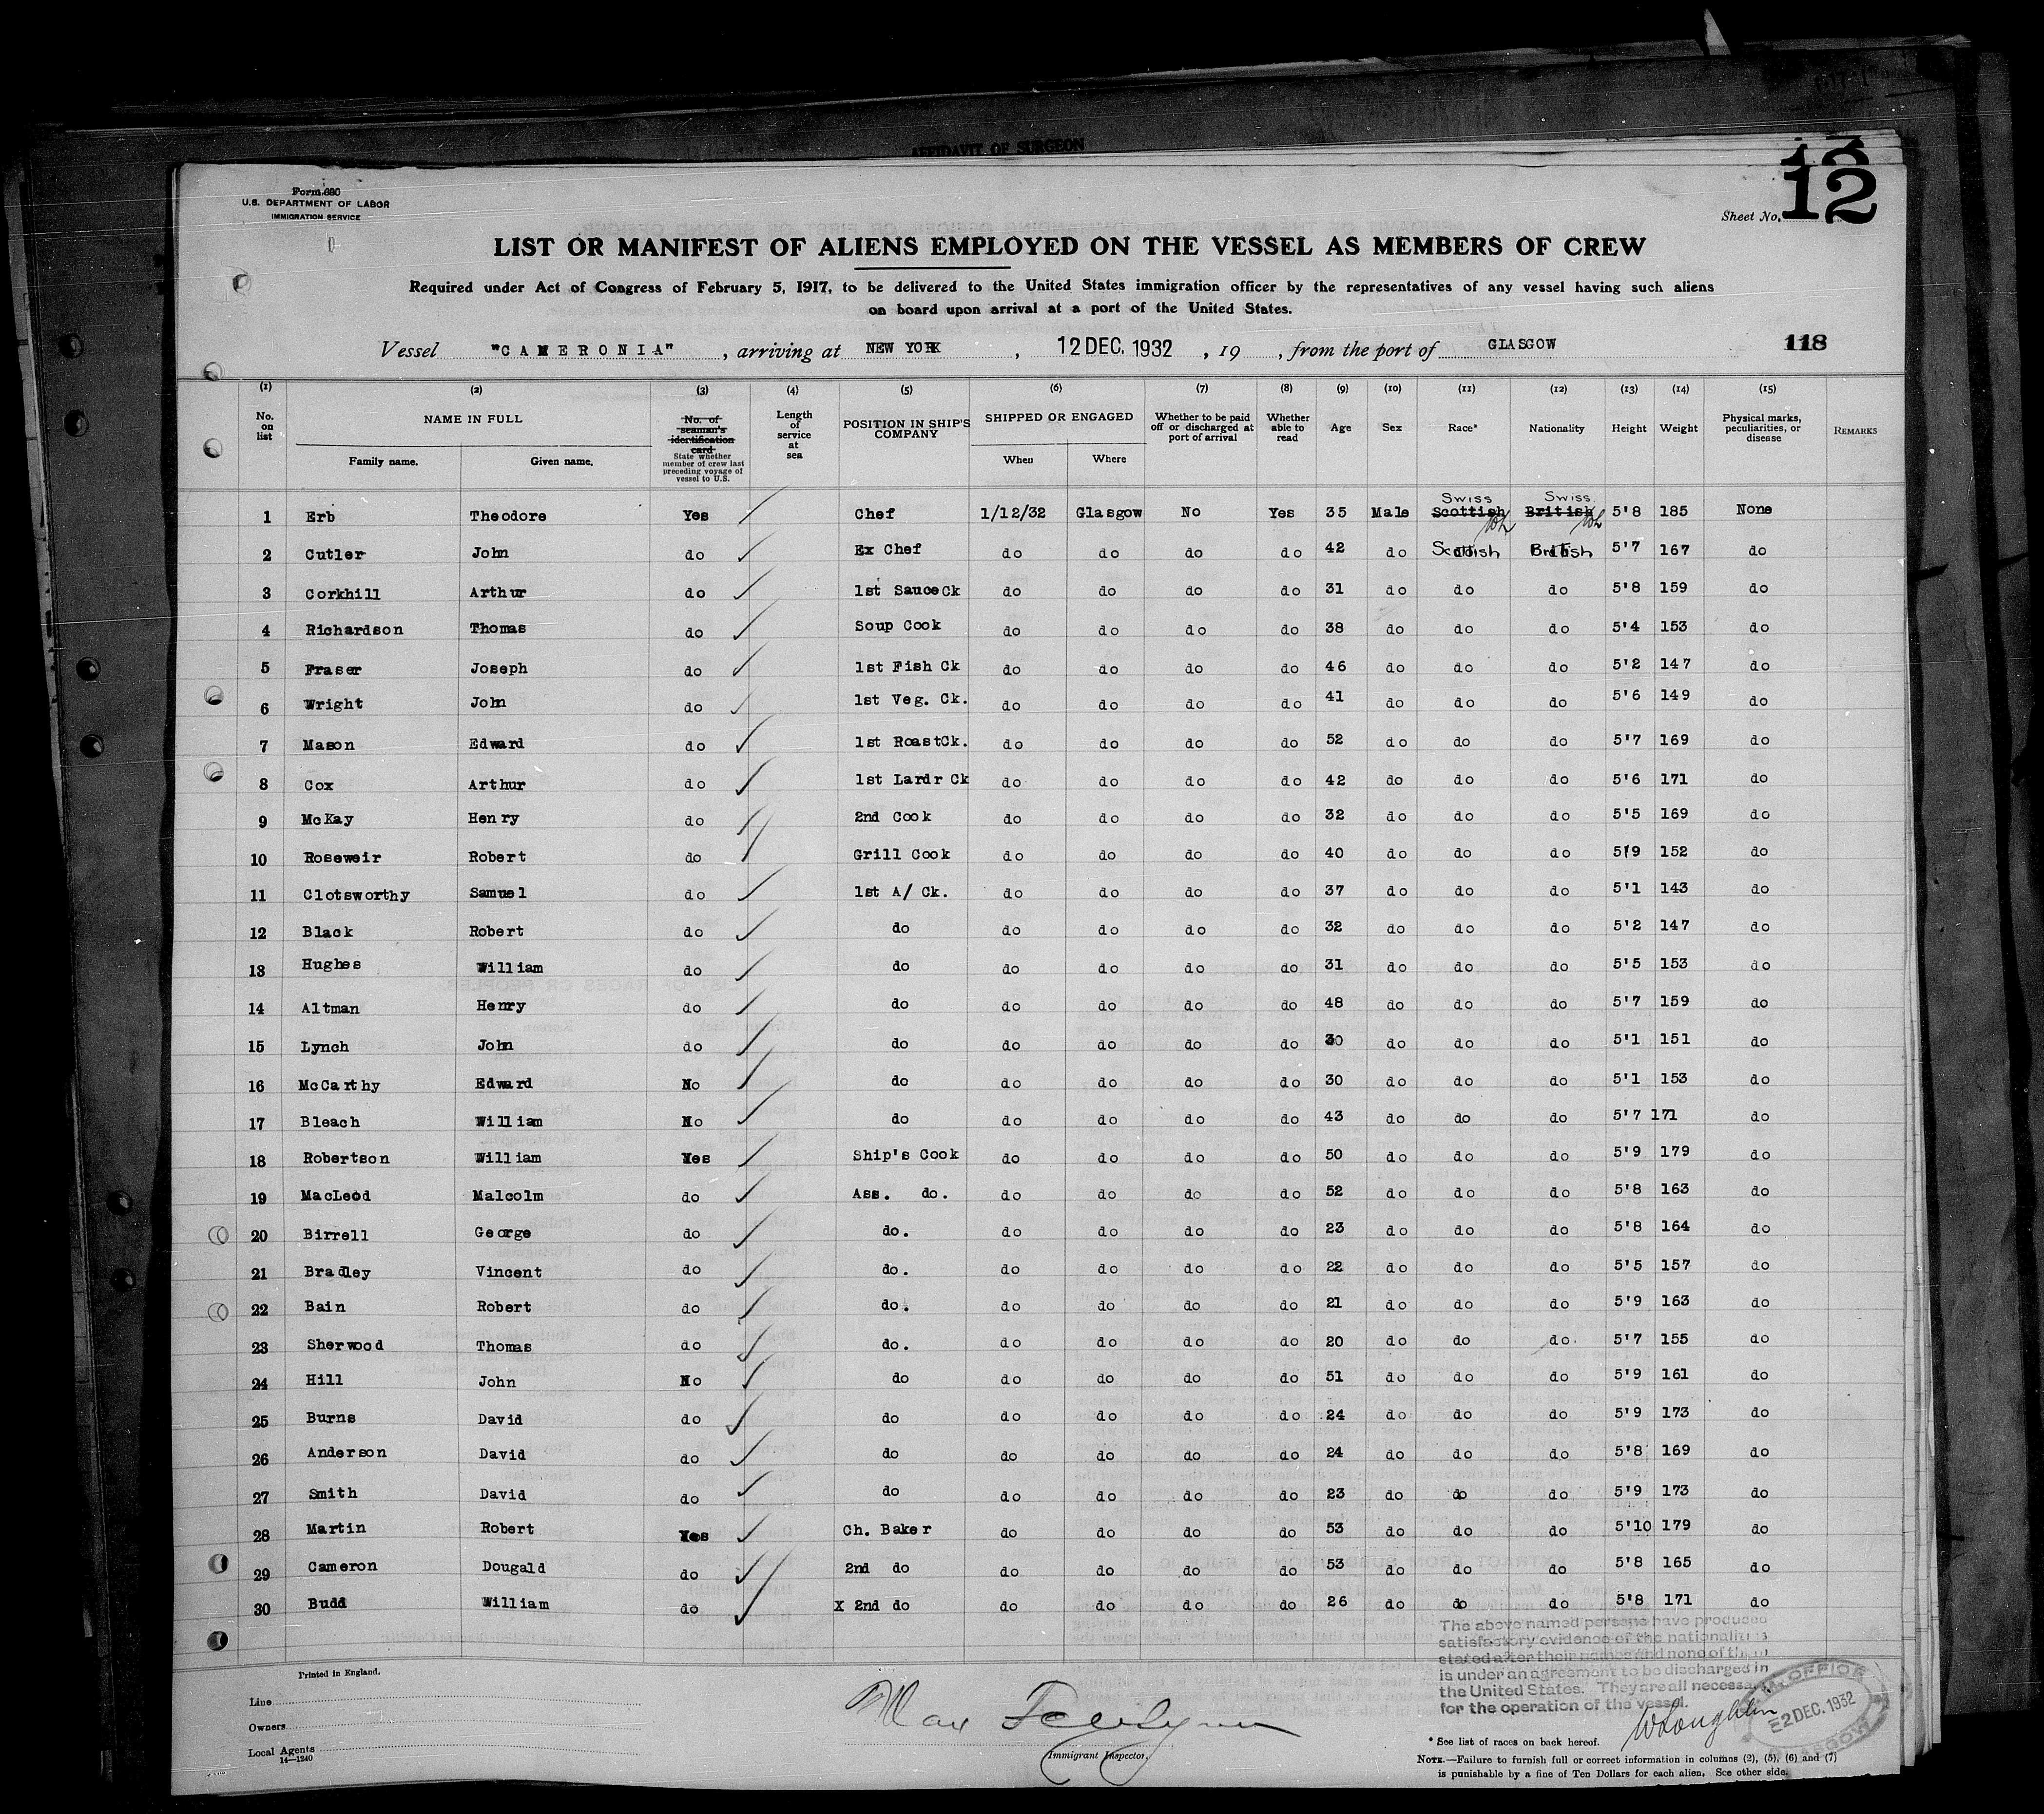 AFFIDAVIT OF SURGEON
Form 680
U.S. DEPARTMENT OF LABOR
IMMIGRATION SERVICE
Sheet No. 12
LIST OR MANIFEST OF ALIENS EMPLOYED ON THE VESSEL AS MEMBERS OF CREW
Required under Act of Congress of February 5, 1917, to be delivered to the United States immigration officer by the representatives of any vessel having such aliens
on board upon arrival at a port of the United States.
Vessel "CAMERONIA", arriving at NEW YORK, 12 DEC. 1932, 19 , from the port of GLASGOW 118
(1) (2) (3) (4) (5) (6) (7) (8) (9) (10) (11) (12) (13) (14) (15)
No. on list NAME IN FULL Family name. Given name. No. of seaman's identification card State whether member of crew last preceding voyage of vessel to U.S. Length of service at sea POSITION IN SHIP'S COMPANY SHIPPED OR ENGAGED When Where Whether to be paid off or discharged at port of arrival Whether able to read Age Sex Race* Nationality Height Weight Physical marks, peculiarities, or disease REMARKS
Swiss Swiss
1 Erb Theodore Yes Chef 1/12/32 Glasgow No Yes 35 Male Scottish British 5'8 185 None
2 Cutler John do Ex Chef do do do do 42 do Scottish British 5'7 167 do
3 Corkhill Arthur do 1st Sauce Ck do do do do 31 do do do 5'8 159 do
4 Richardson Thomas do Soup Cook do do do do 38 do do do 5'4 153 do
5 Fraser Joseph do 1st Fish Ck do do do do 46 do do do 5'2 147 do
6 Wright John do 1st Veg. Ck. do do do do 41 do do do 5'6 149 do
7 Mason Edward do 1st RoastCk. do do do do 52 do do do 5'7 169 do
8 Cox Arthur do 1st Lardr Ck do do do do 42 do do do 5'6 171 do
9 McKay Henry do 2nd Cook do do do do 32 do do do 5'5 169 do
10 Roseweir Robert do Grill Cook do do do do 40 do do do 5'9 152 do
11 Clotsworthy Samuel do 1st A/ Ck. do do do do 37 do do do 5'1 143 do
12 Black Robert do do do do do do 32 do do do 5'2 147 do
13 Hughes William do do do do do do 31 do do do 5'5 153 do
14 Altman Henry do do do do do do 48 do do do 5'7 159 do
15 Lynch John do do do do do do 30 do do do 5'1 151 do
16 McCarthy Edward No do do do do do 30 do do do 5'1 153 do
17 Bleach William No do do do do do 43 do do do 5'7 171 do
18 Robertson William Yes Ship's Cook do do do do 50 do do do 5'9 179 do
19 MacLeod Malcolm do Ass. do. do do do do 52 do do do 5'8 163 do
20 Birrell George do do. do do do do 23 do do do 5'8 164 do
21 Bradley Vincent do do. do do do do 22 do do do 5'5 157 do
22 Bain Robert do do. do do do do 21 do do do 5'9 163 do
23 Sherwood Thomas do do. do do do do 20 do do do. 5'7 155 do
24 Hill John No do do do do do 51 do do do 5'9 161 do
25 Burns David do do do do do do 24 do do do 5'9 173 do
26 Anderson David do do do do do do 24 do do do 5'8 169 do
27 Smith David do do do do do do 23 do do do 5'9 173 do
28 Martin Robert Yes Ch. Baker do do do do 53 do do do 5'10 179 do
29 Cameron Dougald do 2nd do do do do do 53 do do do 5'8 165 do
30 Budd William do X 2nd do do do do do 26 do do do 5'8 171 do
The above named persons have produced
satisfactory evidence of the nationalities
stated after their names and none of them
is under an agreement to be discharged in
the United States. They are all necessary
for the operation of the vessel.
Printed in England.
Line
Owners
Local Agents
14—1240
Immigrant Inspector.
WLoughlin
2 DEC. 1932
GLASGOW
* See list of races on back hereof.
NOTE.—Failure to furnish full or correct information in columns (2), (5), (6) and (7)
is punishable by a fine of Ten Dollars for each alien. See other side.